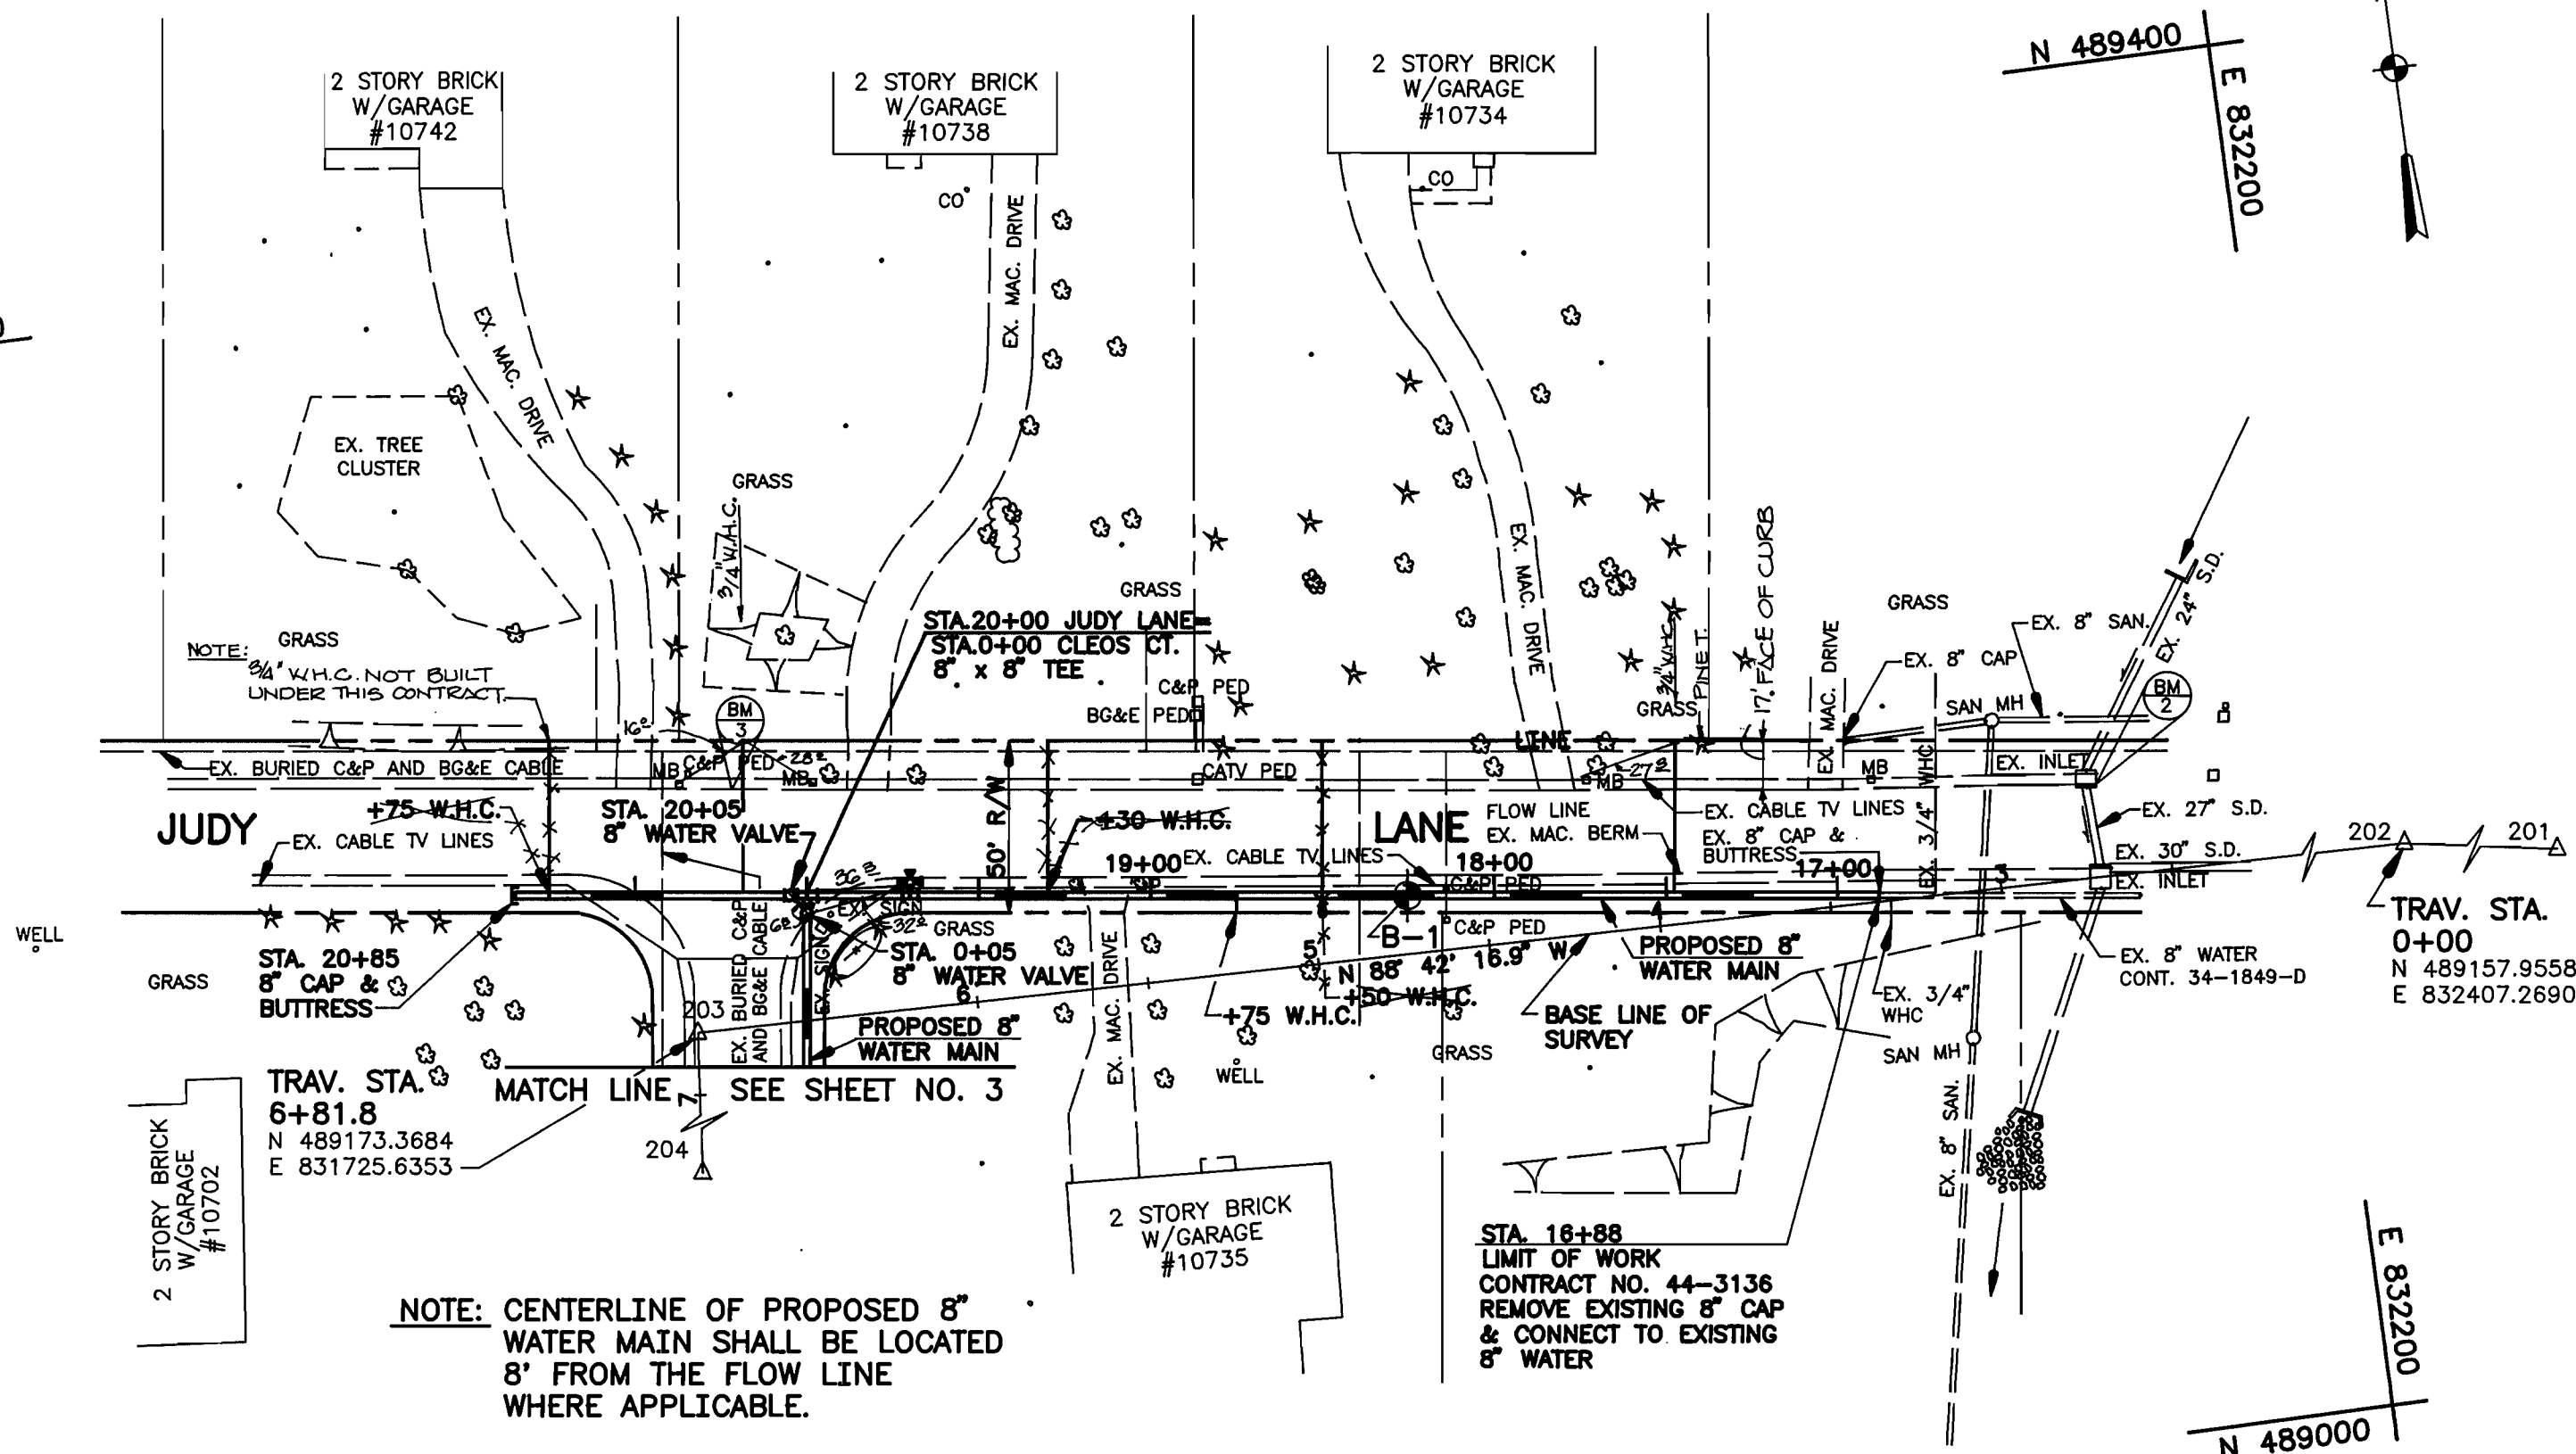 N 489400
E 832200
2 STORY BRICK
W/GARAGE
#10742
2 STORY BRICK
W/GARAGE
#10738
2 STORY BRICK
W/GARAGE
#10734
CO
CO
EX. MAC. DRIVE
EX. MAC. DRIVE
EX. MAC. DRIVE
EX. TREE
CLUSTER
GRASS
3/4" W.H.C.
GRASS
GRASS
NOTE:
3/4" W.H.C. NOT BUILT
UNDER THIS CONTRACT
STA. 20+00 JUDY LANE=
STA. 0+00 CLEOS CT.
8" x 8" TEE
C&P PED
BG&E PED
3/4" W.H.C.
PINE T.
17' FACE OF CURB
GRASS
EX. MAC. DRIVE
GRASS
EX. 8" CAP
EX. 8" SAN.
EX. 24" S.D.
SAN MH
BM
2
BM
3
16⁰
28²
EX. BURIED C&P AND BG&E CABLE
MB
C&P PED
MB
CATV PED
LINE
MB
27⁸
MB
EX. INLET
+75 W.H.C.
STA. 20+05
8" WATER VALVE
50' R/W
+30 W.H.C.
JUDY
LANE
FLOW LINE
EX. MAC. BERM
EX. CABLE TV LINES
EX. 8" CAP &
BUTTRESS
EX. 3/4" WHC
EX. 27" S.D.
EX. CABLE TV LINES
19+00
EX. CABLE TV LINES
18+00
C&P PED
17+00
3
EX. 30" S.D.
EX. INLET
202
201
36
EX. SIGN
32²
6²
GRASS
TRAV. STA.
0+00
N 489157.9558
E 832407.2690
WELL
GRASS
STA. 20+85
8" CAP &
BUTTRESS
EX. BURIED C&P
AND BG&E CABLE
EX. SIGN
STA. 0+05
8" WATER VALVE
6
EX. MAC. DRIVE
5
4
B-1
C&P PED
N 88° 42' 16.9" W
+50 W.H.C.
+75 W.H.C.
PROPOSED 8"
WATER MAIN
BASE LINE OF
SURVEY
EX. 8" WATER
CONT. 34-1849-D
EX. 3/4"
WHC
SAN MH
203
PROPOSED 8"
WATER MAIN
GRASS
WELL
TRAV. STA.
6+81.8
N 489173.3684
E 831725.6353
MATCH LINE
7
SEE SHEET NO. 3
204
2 STORY BRICK
W/GARAGE
#10702
2 STORY BRICK
W/GARAGE
#10735
EX. 8" SAN.
STA. 16+88
LIMIT OF WORK
CONTRACT NO. 44-3136
REMOVE EXISTING 8" CAP
& CONNECT TO EXISTING
8" WATER
NOTE: CENTERLINE OF PROPOSED 8"
WATER MAIN SHALL BE LOCATED
8' FROM THE FLOW LINE
WHERE APPLICABLE.
E 832200
N 489000